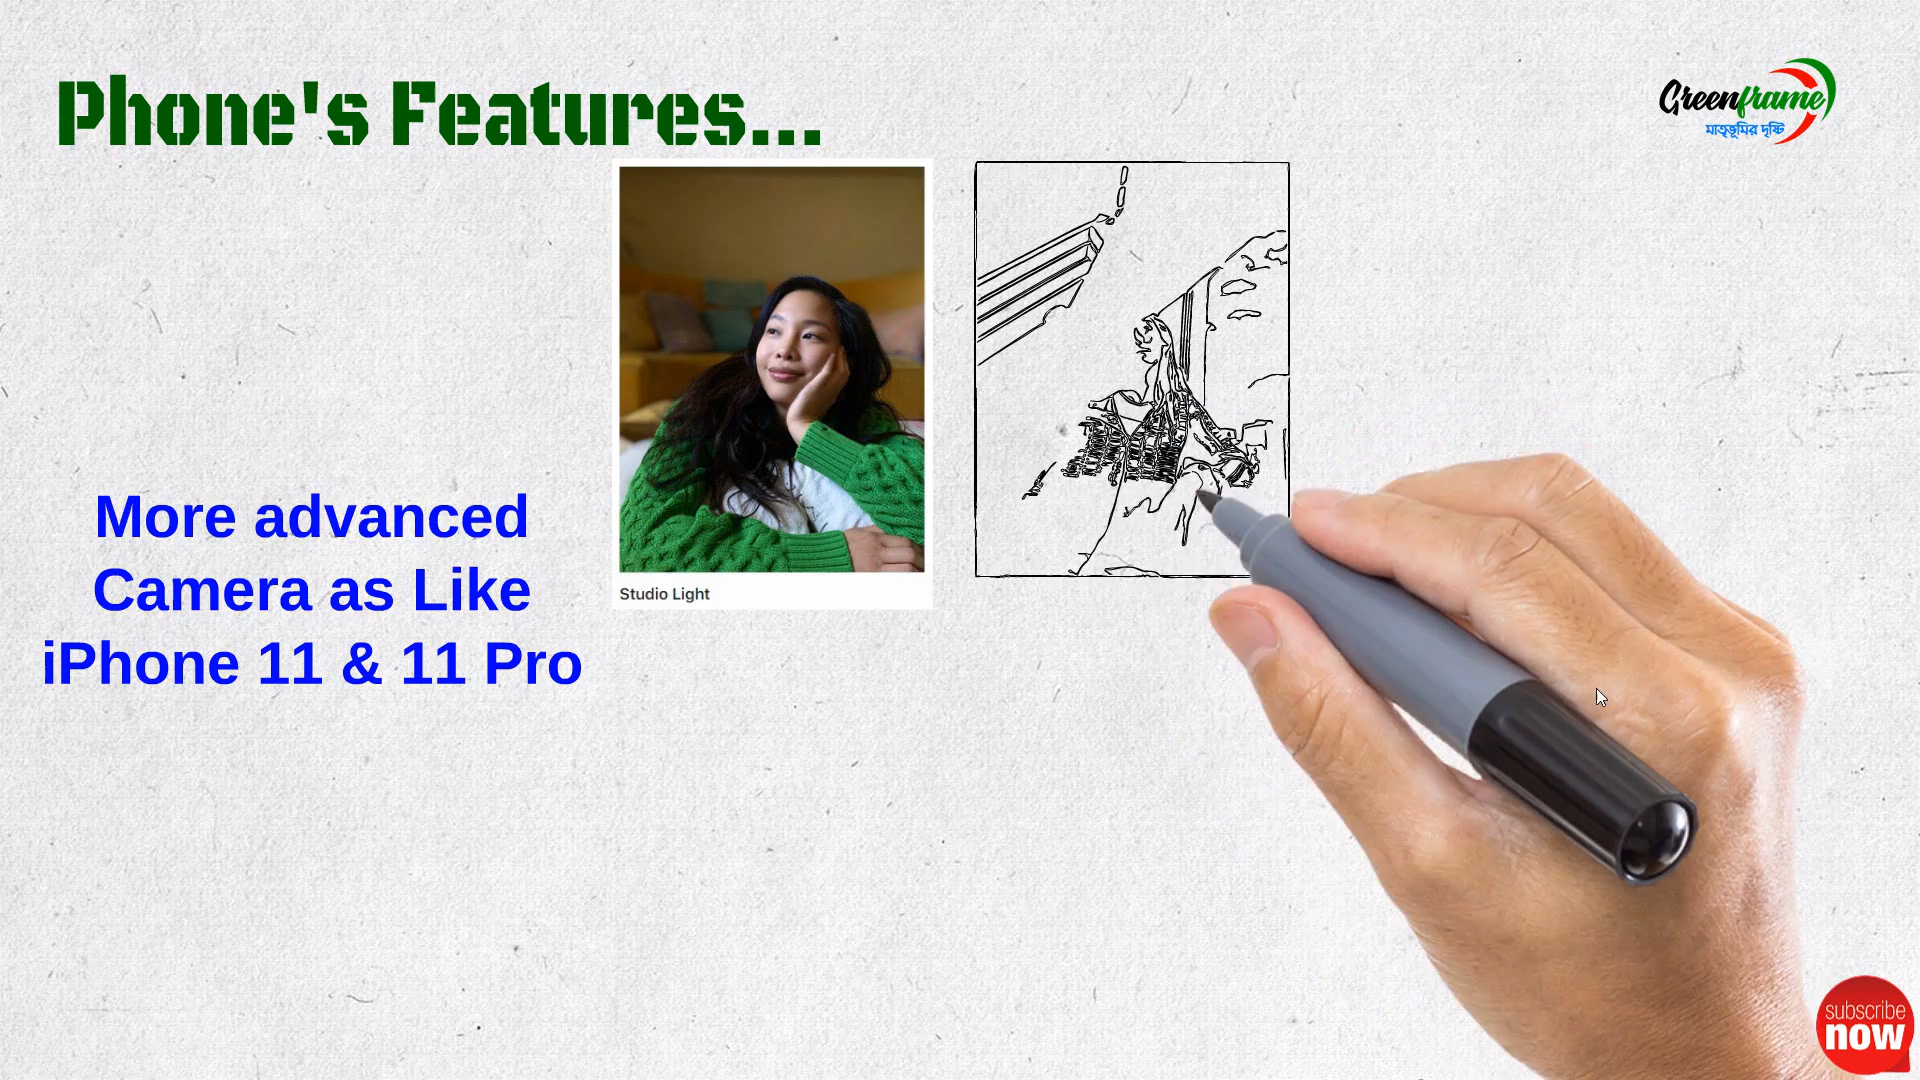 Phone's Features...
Greenframe
মাতৃভূমির দৃষ্টি
Studio Light
More advanced
Camera as Like
iPhone 11 & 11 Pro
subscribe
now